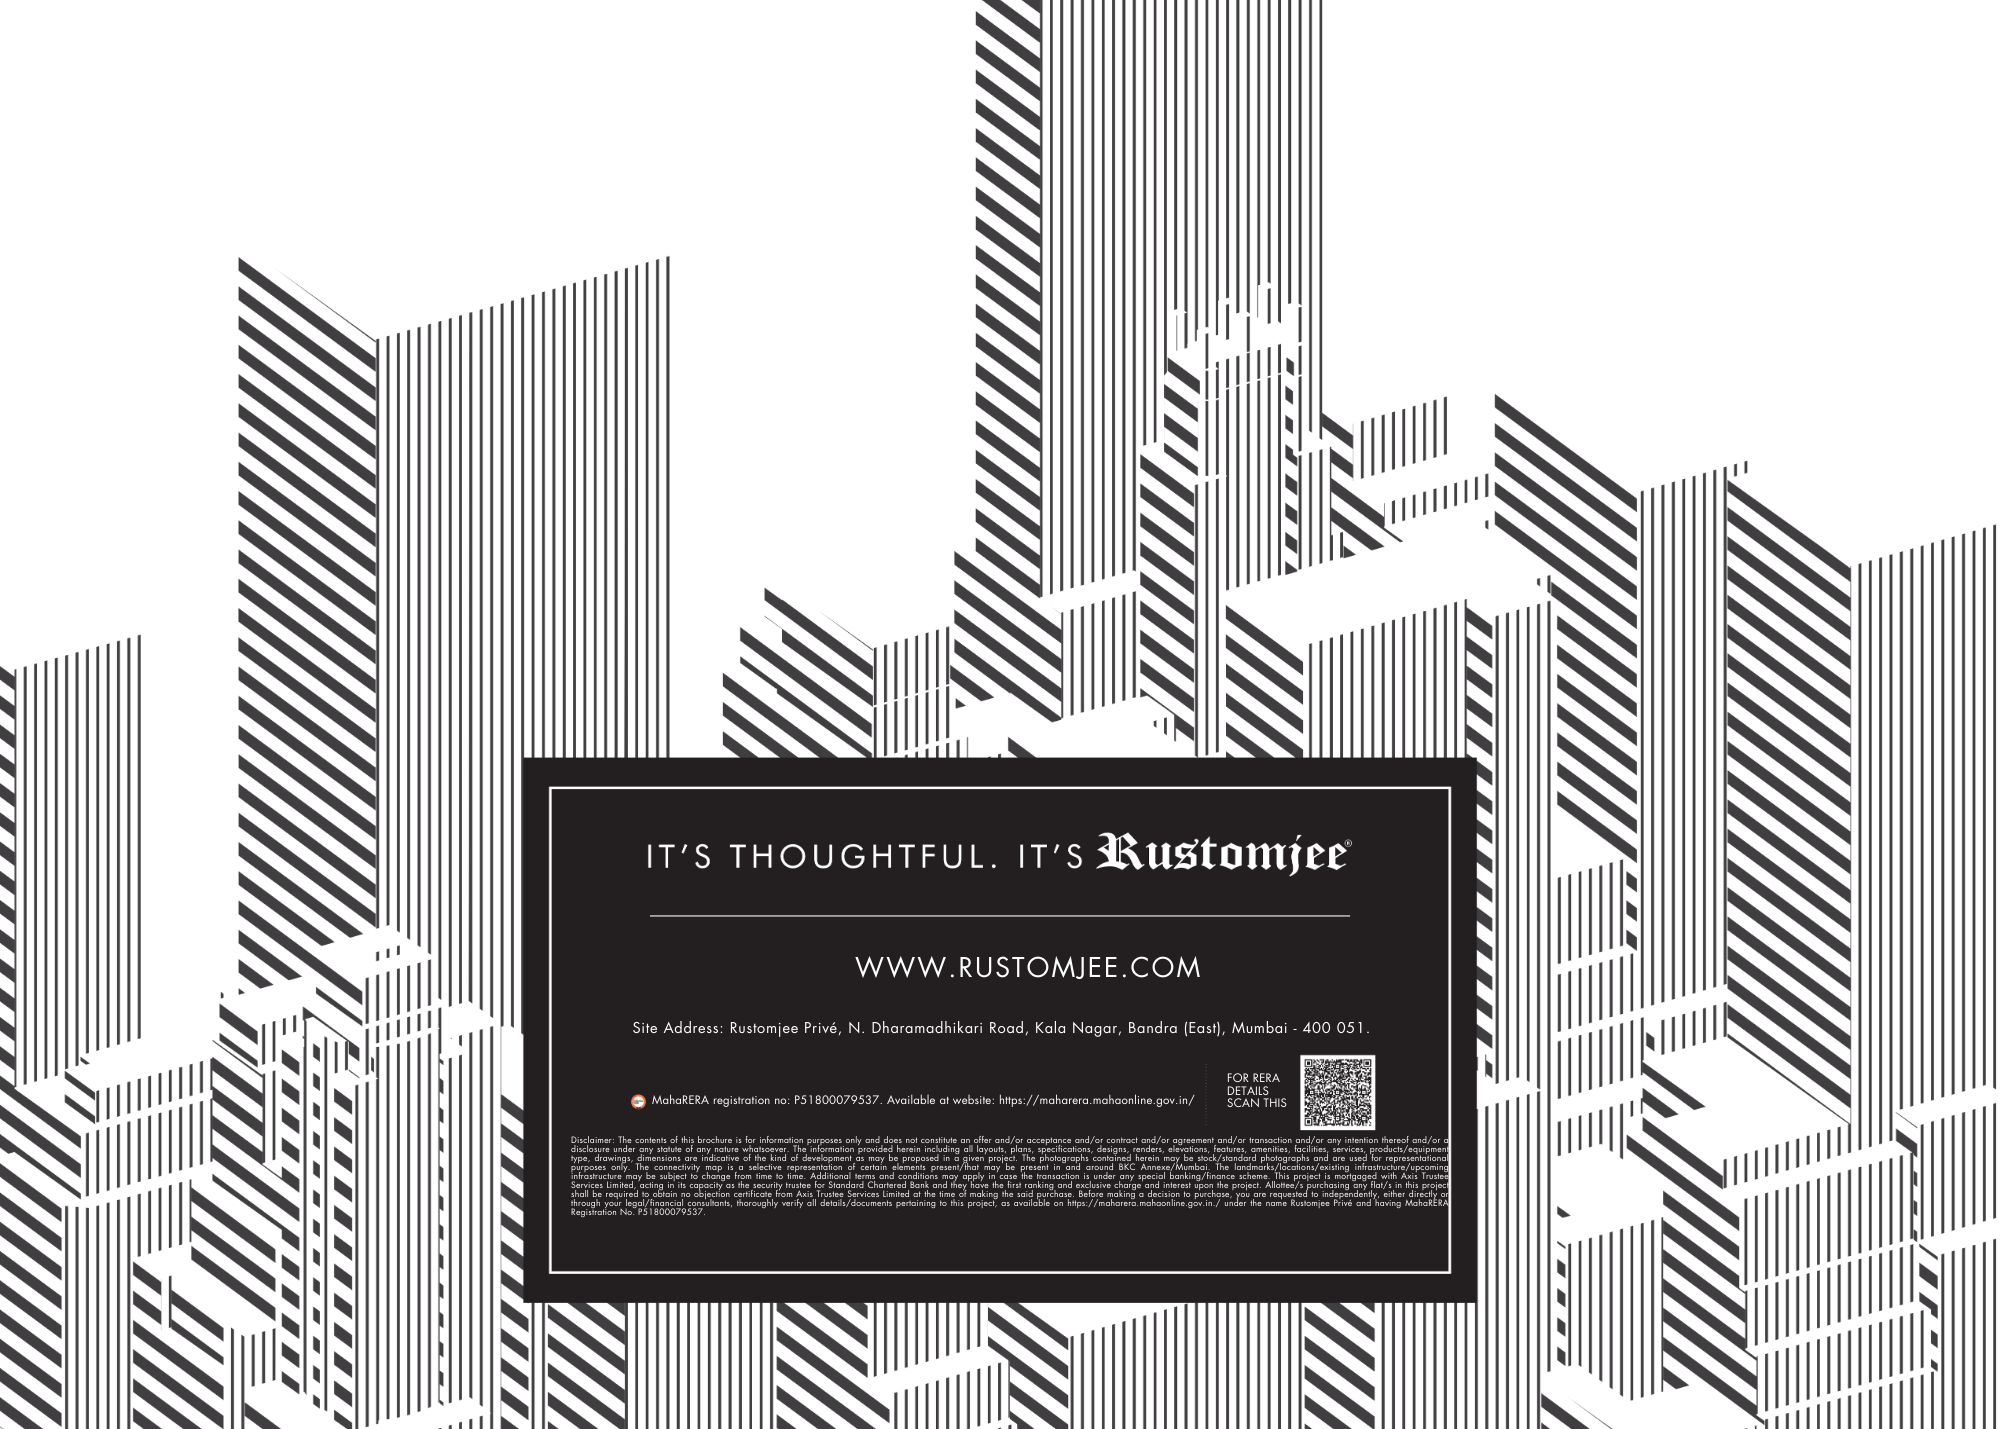 IT'S THOUGHTFUL. IT'S Rustomjee®
WWW.RUSTOMJEE.COM
Site Address: Rustomjee Privé, N. Dharamadhikari Road, Kala Nagar, Bandra (East), Mumbai - 400 051.
MahaRERA registration no: P51800079537. Available at website: https://maharera.mahaonline.gov.in/
FOR RERA
DETAILS
SCAN THIS
Disclaimer: The contents of this brochure is for information purposes only and does not constitute an offer and/or acceptance and/or contract and/or agreement and/or transaction and/or any intention thereof and/or a
disclosure under any statute of any nature whatsoever. The information provided herein including all layouts, plans, specifications, designs, renders, elevations, features, amenities, facilities, services, products/equipment
type, drawings, dimensions are indicative of the kind of development as may be proposed in a given project. The photographs contained herein may be stock/standard photographs and are used for representational
purposes only. The connectivity map is a selective representation of certain elements present/that may be present in and around BKC Annexe/Mumbai. The landmarks/locations/existing infrastructure/upcoming
infrastructure may be subject to change from time to time. Additional terms and conditions may apply in case the transaction is under any special banking/finance scheme. This project is mortgaged with Axis Trustee
Services Limited, acting in its capacity as the security trustee for Standard Chartered Bank and they have the first ranking and exclusive charge and interest upon the project. Allottee/s purchasing any flat/s in this project
shall be required to obtain no objection certificate from Axis Trustee Services Limited at the time of making the said purchase. Before making a decision to purchase, you are requested to independently, either directly or
through your legal/financial consultants, thoroughly verify all details/documents pertaining to this project, as available on https://maharera.mahaonline.gov.in./ under the name Rustomjee Privé and having MahaRERA
Registration No. P51800079537.